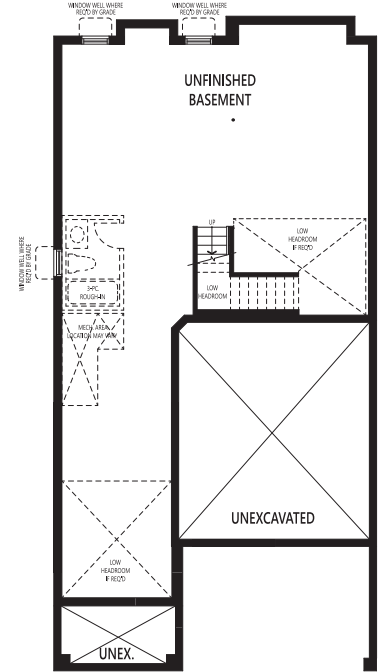 WINDOW WELL WHERE
REQ'D BY GRADE
WINDOW WELL WHERE
REQ'D BY GRADE
UNFINISHED
BASEMENT
WINDOW WELL WHERE
REQ'D BY GRADE
UP
LOW
HEADROOM
IF REQ'D
3-PC.
ROUGH-IN
LOW
HEADROOM
MECH. AREA
LOCATION MAY VARY
UNEXCAVATED
LOW
HEADROOM
IF REQ'D
UNEX.